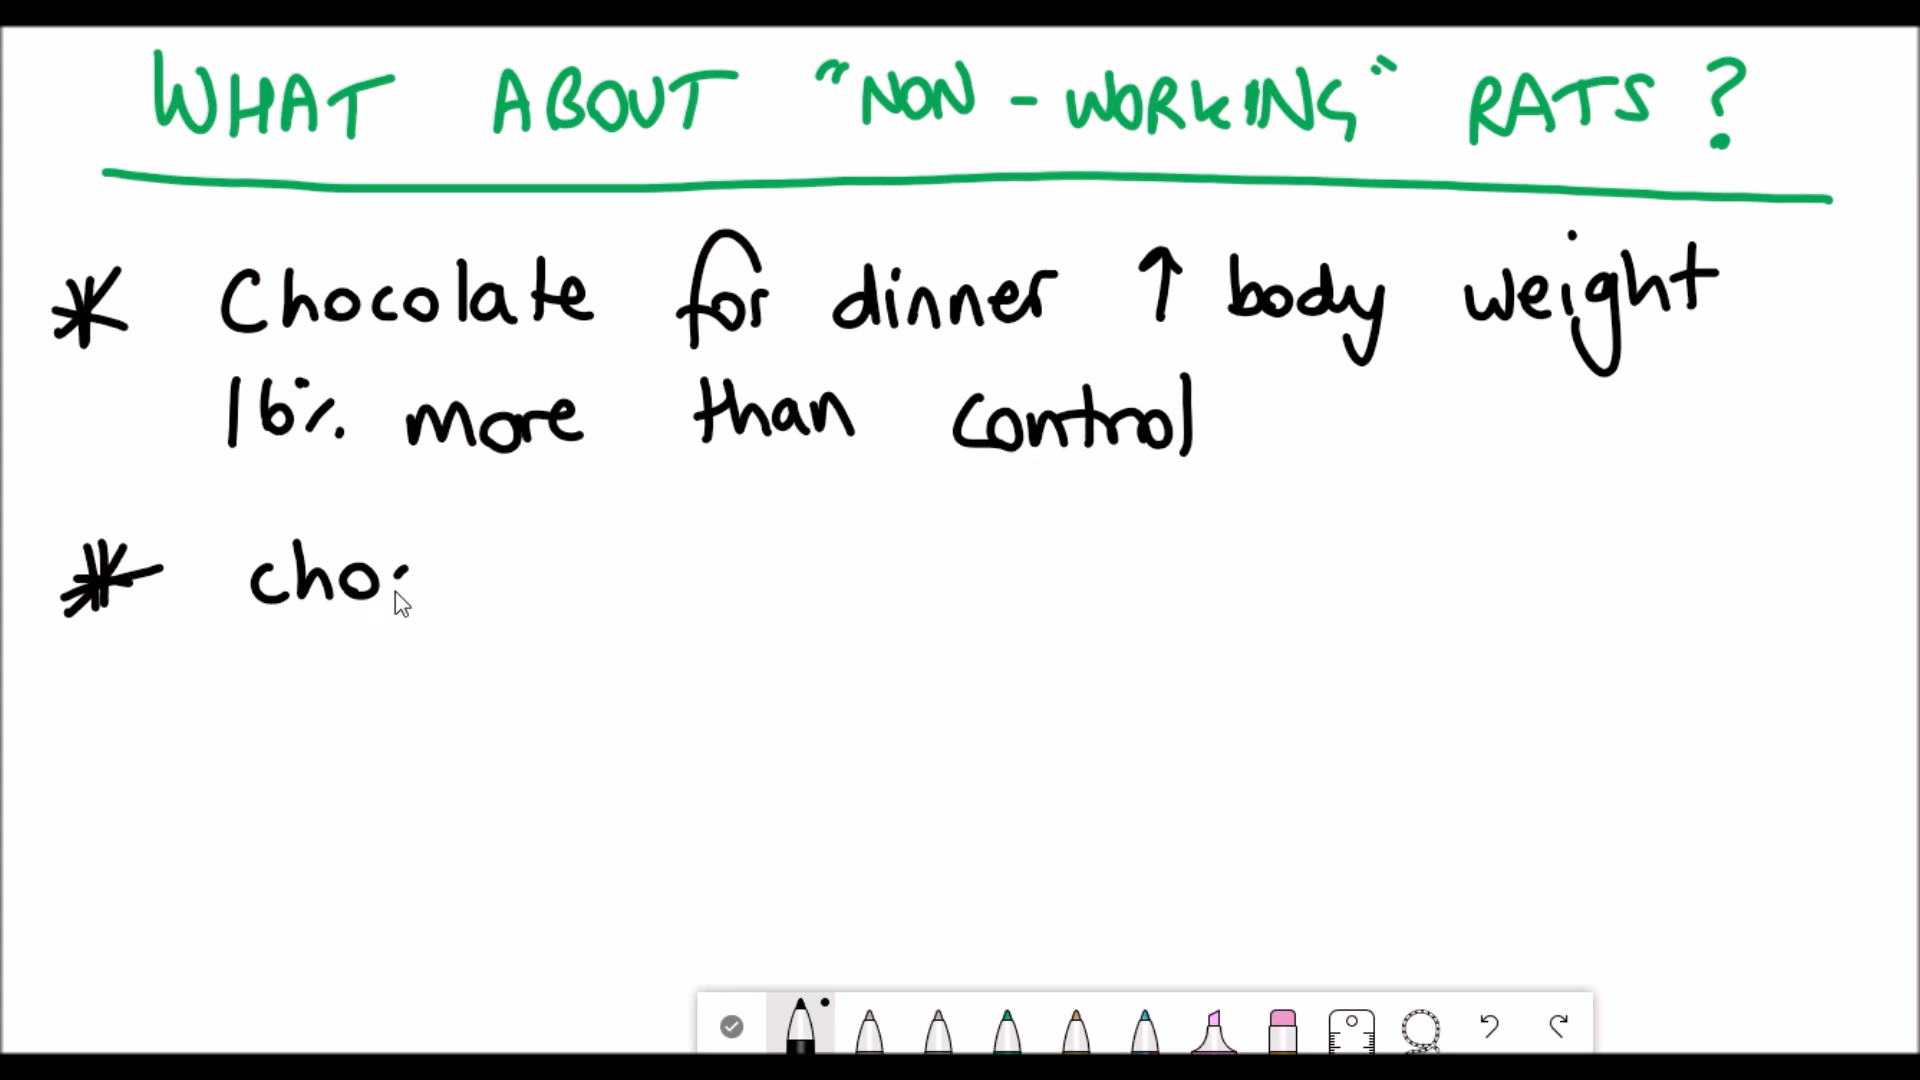 WHAT ABOUT "NON-WORKING" RATS?
* Chocolate for dinner ↑ body weight
16% more than control
* cho